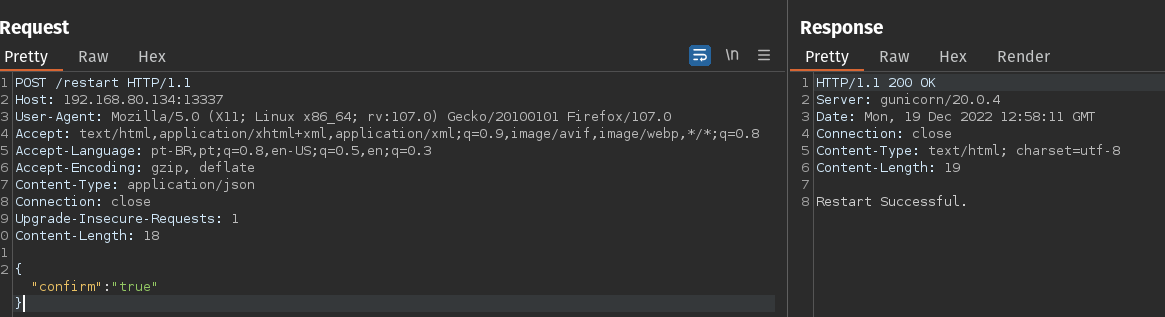 Request
Pretty Raw Hex
\n
1 POST /restart HTTP/1.1
2 Host: 192.168.80.134:13337
3 User-Agent: Mozilla/5.0 (X11; Linux x86_64; rv:107.0) Gecko/20100101 Firefox/107.0
4 Accept: text/html,application/xhtml+xml,application/xml;q=0.9,image/avif,image/webp,*/*;q=0.8
5 Accept-Language: pt-BR,pt;q=0.8,en-US;q=0.5,en;q=0.3
6 Accept-Encoding: gzip, deflate
7 Content-Type: application/json
8 Connection: close
9 Upgrade-Insecure-Requests: 1
0 Content-Length: 18
1
2 {
"confirm":"true"
}
Response
Pretty Raw Hex Render
1 HTTP/1.1 200 OK
2 Server: gunicorn/20.0.4
3 Date: Mon, 19 Dec 2022 12:58:11 GMT
4 Connection: close
5 Content-Type: text/html; charset=utf-8
6 Content-Length: 19
7
8 Restart Successful.